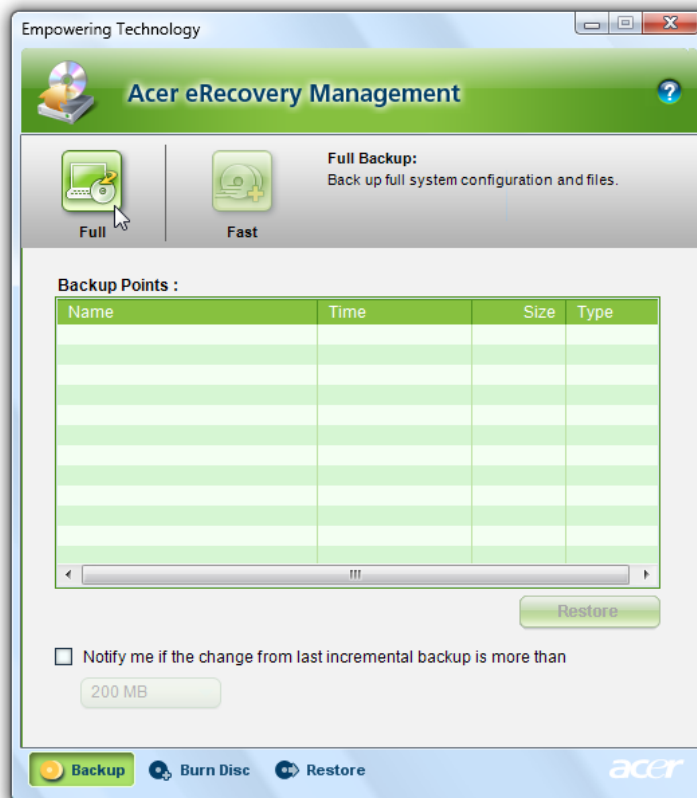 Empowering Technology
Acer eRecovery Management
?
Full
Fast
Full Backup:
Back up full system configuration and files.
Backup Points :
Name Time Size Type
Restore
Notify me if the change from last incremental backup is more than
200 MB
Backup Burn Disc Restore
acer